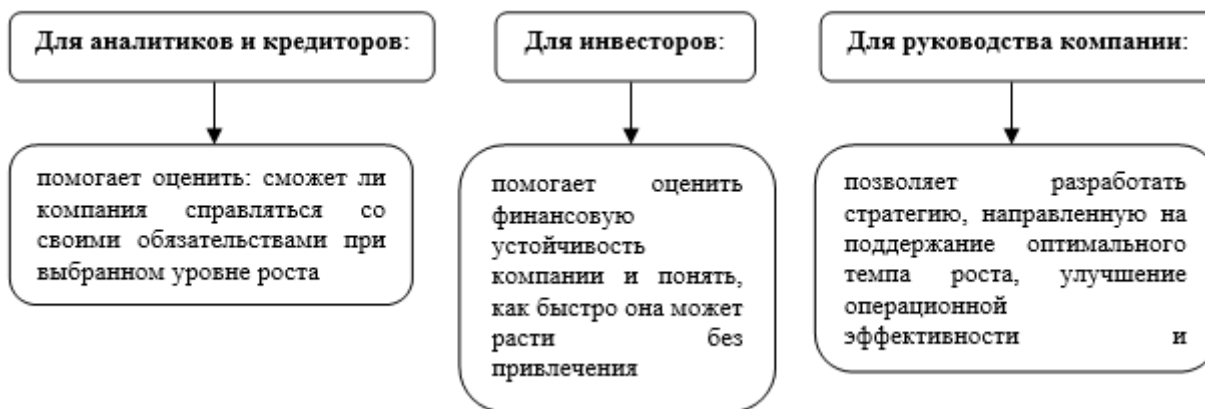 Для аналитиков и кредиторов:
помогает оценить: сможет ли
компания справляться со
своими обязательствами при
выбранном уровне роста
Для инвесторов:
помогает оценить
финансовую
устойчивость
компании и понять,
как быстро она может
расти без
привлечения
Для руководства компании:
позволяет разработать
стратегию, направленную на
поддержание оптимального
темпа роста, улучшение
операционной
эффективности и